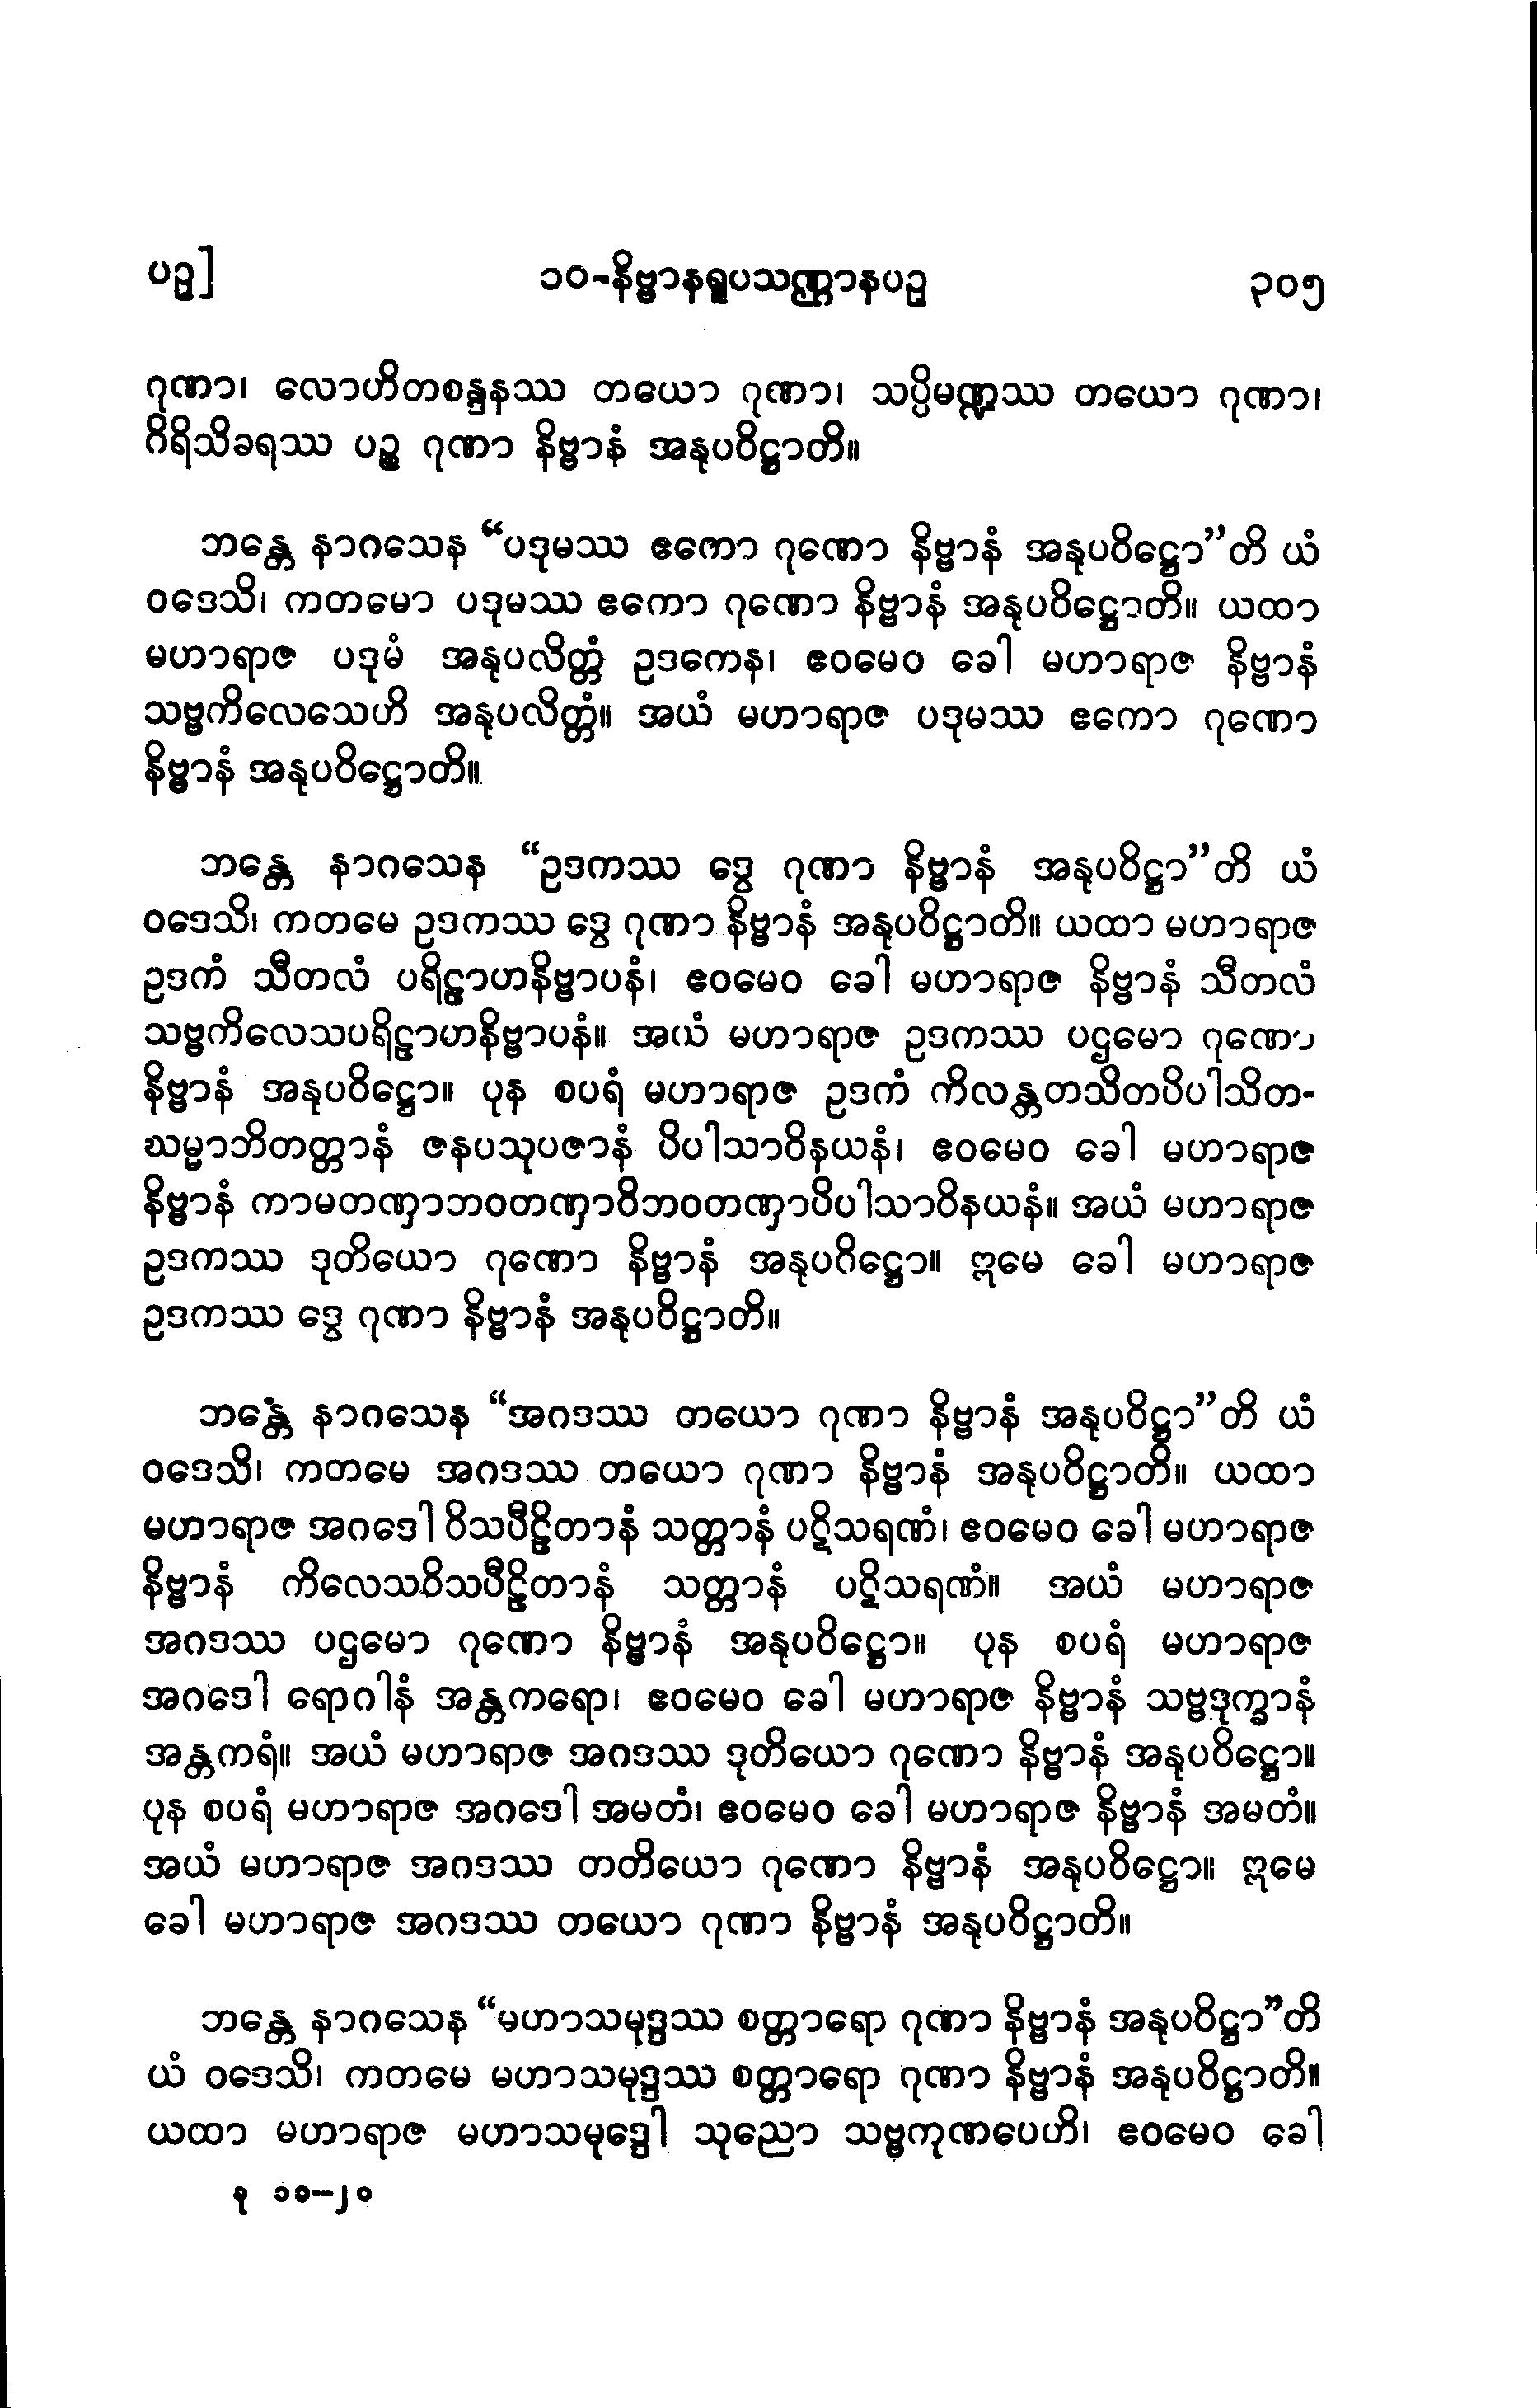 ပဉှ]
၁၀-နိဗ္ဗာနရူပသဏ္ဌာနပဉှ
၃၀၅
ဂုဏာ၊ လောဟိတစန္ဒနဿ တယော ဂုဏာ၊ သပ္ပိမဏ္ဍဿ တယော ဂုဏာ၊
ဂိရိသိခရဿ ပဉ္စ ဂုဏာ နိဗ္ဗာနံ အနုပဝိဋ္ဌာတိ။
ဘန္တေ နာဂသေန “ပဒုမဿ ဧကော ဂုဏော နိဗ္ဗာနံ အနုပဝိဋ္ဌော”တိ ယံ
ဝဒေသိ၊ ကတမော ပဒုမဿ ဧကော ဂုဏော နိဗ္ဗာနံ အနုပဝိဋ္ဌောတိ။ ယထာ
မဟာရာဇ ပဒုမံ အနုပလိတ္တံ ဥဒကေန၊ ဧဝမေဝ ခေါ မဟာရာဇ နိဗ္ဗာနံ
သဗ္ဗကိလေသေဟိ အနုပလိတ္တံ။ အယံ မဟာရာဇ ပဒုမဿ ဧကော ဂုဏော
နိဗ္ဗာနံ အနုပဝိဋ္ဌောတိ။
ဘန္တေ နာဂသေန “ဥဒကဿ ဒွေ ဂုဏာ နိဗ္ဗာနံ အနုပဝိဋ္ဌာ”တိ ယံ
ဝဒေသိ၊ ကတမေ ဥဒကဿ ဒွေ ဂုဏာ နိဗ္ဗာနံ အနုပဝိဋ္ဌာတိ။ ယထာ မဟာရာဇ
ဥဒကံ သီတလံ ပရိဠာဟနိဗ္ဗာပနံ၊ ဧဝမေဝ ခေါ မဟာရာဇ နိဗ္ဗာနံ သီတလံ
သဗ္ဗကိလေသပရိဠာဟနိဗ္ဗာပနံ။ အယံ မဟာရာဇ ဥဒကဿ ပဌမော ဂုဏော
နိဗ္ဗာနံ အနုပဝိဋ္ဌော။ ပုန စပရံ မဟာရာဇ ဥဒကံ ကိလန္တတသိတပိပါသိတ-
ဃမ္မာဘိတတ္တာနံ ဇနပသုပဇာနံ ပိပါသာဝိနယနံ၊ ဧဝမေဝ ခေါ မဟာရာဇ
နိဗ္ဗာနံ ကာမတဏှာဘဝတဏှာဝိဘဝတဏှာပိပါသာဝိနယနံ။ အယံ မဟာရာဇ
ဥဒကဿ ဒုတိယော ဂုဏော နိဗ္ဗာနံ အနုပဝိဋ္ဌော။ ဣမေ ခေါ မဟာရာဇ
ဥဒကဿ ဒွေ ဂုဏာ နိဗ္ဗာနံ အနုပဝိဋ္ဌာတိ။
ဘန္တေ နာဂသေန “အဂဒဿ တယော ဂုဏာ နိဗ္ဗာနံ အနုပဝိဋ္ဌာ”တိ ယံ
ဝဒေသိ၊ ကတမေ အဂဒဿ တယော ဂုဏာ နိဗ္ဗာနံ အနုပဝိဋ္ဌာတိ။ ယထာ
မဟာရာဇ အဂဒေါ ဝိသပီဠိတာနံ သတ္တာနံ ပဋိသရဏံ၊ ဧဝမေဝ ခေါ မဟာရာဇ
နိဗ္ဗာနံ ကိလေသဝိသပီဠိတာနံ သတ္တာနံ ပဋိသရဏံ။ အယံ မဟာရာဇ
အဂဒဿ ပဌမော ဂုဏော နိဗ္ဗာနံ အနုပဝိဋ္ဌော။ ပုန စပရံ မဟာရာဇ
အဂဒေါ ရောဂါနံ အန္တကရော၊ ဧဝမေဝ ခေါ မဟာရာဇ နိဗ္ဗာနံ သဗ္ဗဒုက္ခာနံ
အန္တကရံ။ အယံ မဟာရာဇ အဂဒဿ ဒုတိယော ဂုဏော နိဗ္ဗာနံ အနုပဝိဋ္ဌော။
ပုန စပရံ မဟာရာဇ အဂဒေါ အမတံ၊ ဧဝမေဝ ခေါ မဟာရာဇ နိဗ္ဗာနံ အမတံ။
အယံ မဟာရာဇ အဂဒဿ တတိယော ဂုဏော နိဗ္ဗာနံ အနုပဝိဋ္ဌော။ ဣမေ
ခေါ မဟာရာဇ အဂဒဿ တယော ဂုဏာ နိဗ္ဗာနံ အနုပဝိဋ္ဌာတိ။
ဘန္တေ နာဂသေန “မဟာသမုဒ္ဒဿ စတ္တာရော ဂုဏာ နိဗ္ဗာနံ အနုပဝိဋ္ဌာ”တိ
ယံ ဝဒေသိ၊ ကတမေ မဟာသမုဒ္ဒဿ စတ္တာရော ဂုဏာ နိဗ္ဗာနံ အနုပဝိဋ္ဌာတိ။
ယထာ မဟာရာဇ မဟာသမုဒ္ဒေါ သုညော သဗ္ဗကုဏပေဟိ၊ ဧဝမေဝ ခေါ
ခု ၁၁-၂၀